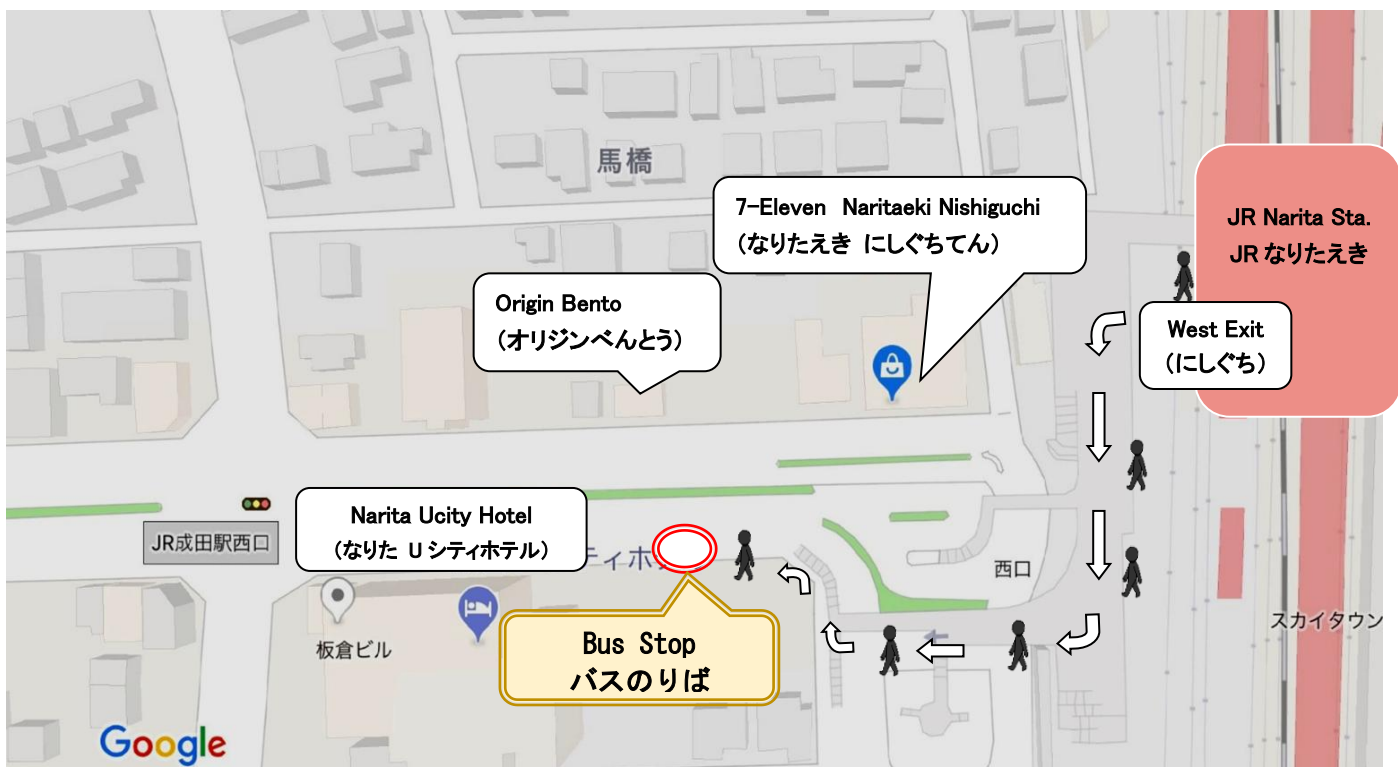 馬橋
7-Eleven Naritaeki Nishiguchi
(なりたえき にしぐちてん)
JR Narita Sta.
JR なりたえき
West Exit
(にしぐち)
Origin Bento
(オリジンべんとう)
Narita Ucity Hotel
(なりた U シティホテル)
ティホ
JR成田駅西口
西口
スカイタウン
板倉ビル
Bus Stop
バスのりば
Google